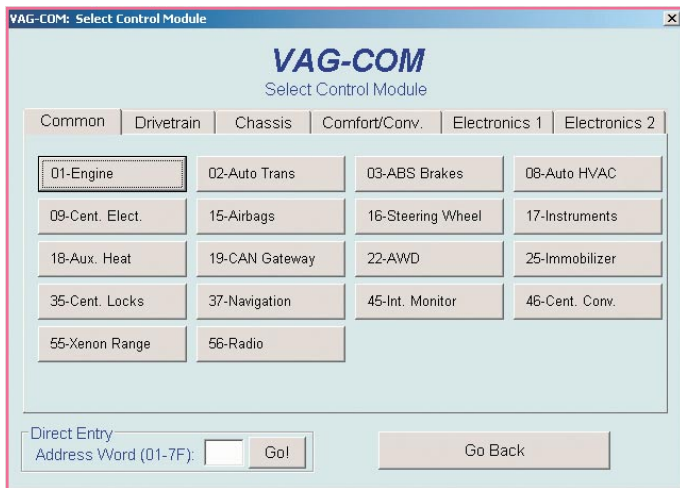 VAG-COM: Select Control Module
VAG-COM
Select Control Module
Common Drivetrain Chassis Comfort/Conv. Electronics 1 Electronics 2
01-Engine 02-Auto Trans 03-ABS Brakes 08-Auto HVAC
09-Cent. Elect. 15-Airbags 16-Steering Wheel 17-Instruments
18-Aux. Heat 19-CAN Gateway 22-AWD 25-Immobilizer
35-Cent. Locks 37-Navigation 45-Int. Monitor 46-Cent. Conv.
55-Xenon Range 56-Radio
Direct Entry
Address Word (01-7F): Go! Go Back